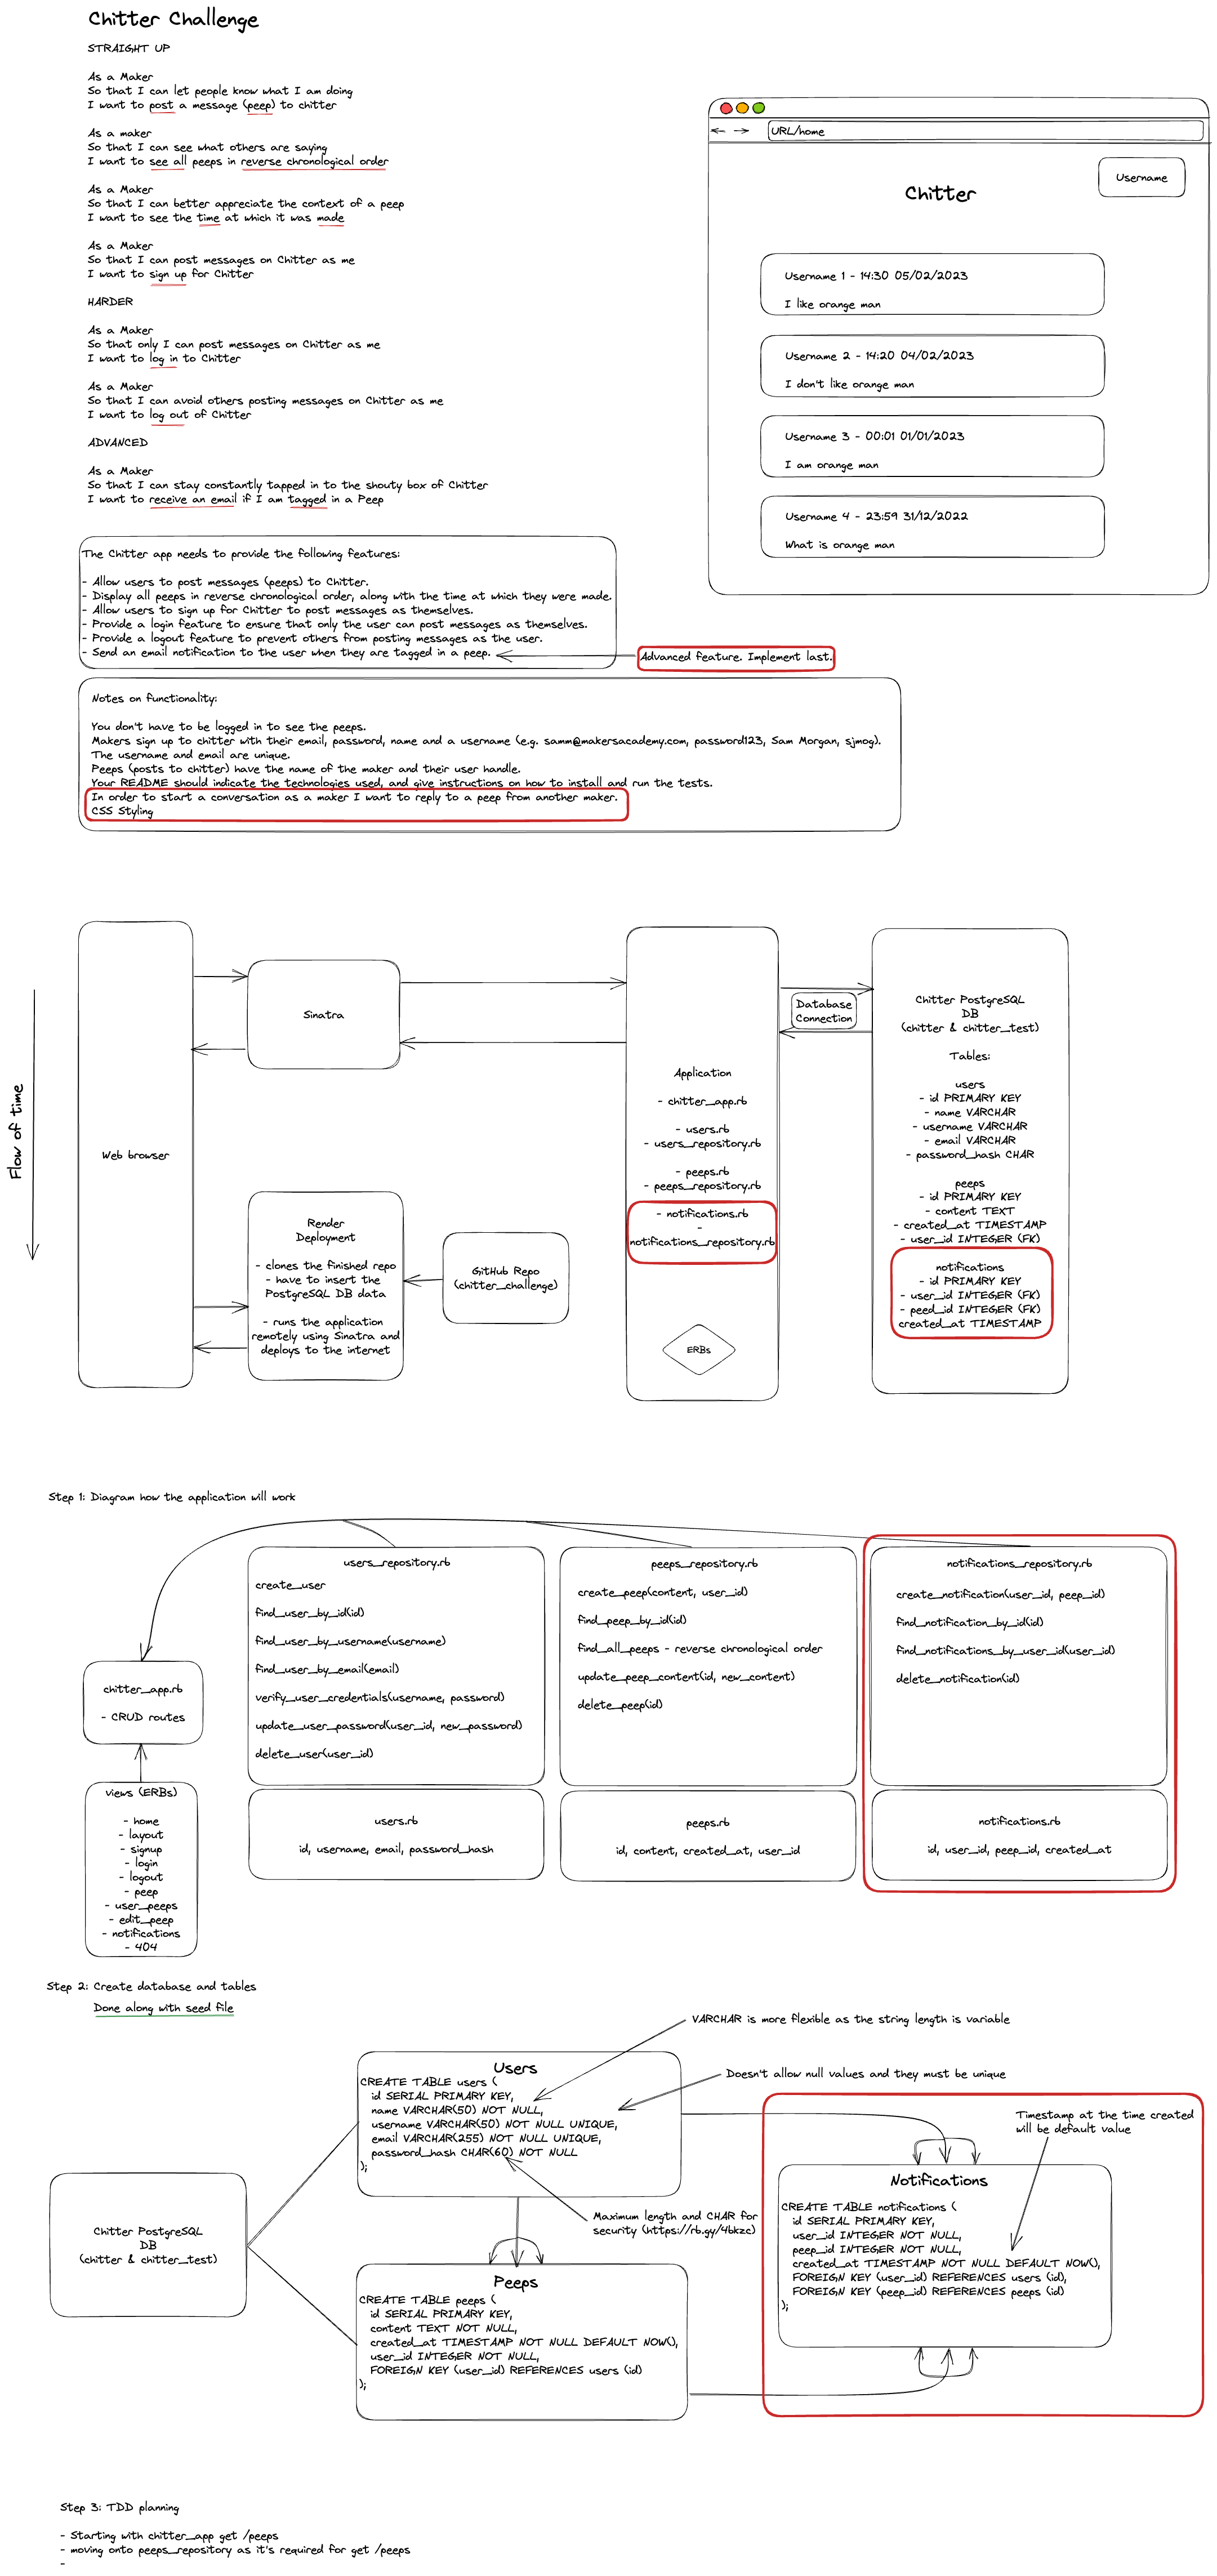 Chitter Challenge
STRAIGHT UP
As a Maker
So that I can let people know what I am doing
I want to post a message (peep) to chitter
As a maker
So that I can see what others are saying
I want to see all peeps in reverse chronological order
As a Maker
So that I can better appreciate the context of a peep
I want to see the time at which it was made
As a Maker
So that I can post messages on Chitter as me
I want to sign up for Chitter
HARDER
As a Maker
So that only I can post messages on Chitter as me
I want to log in to Chitter
As a Maker
So that I can avoid others posting messages on Chitter as me
I want to log out of Chitter
ADVANCED
As a Maker
So that I can stay constantly tapped in to the shouty box of Chitter
I want to receive an email if I am tagged in a Peep
URL/home
Username
Chitter
Username 1 - 14:30 05/02/2023
I like orange man
Username 2 - 14:20 04/02/2023
I don't like orange man
Username 3 - 00:01 01/01/2023
I am orange man
Username 4 - 23:59 31/12/2022
What is orange man
The Chitter app needs to provide the following features:
- Allow users to post messages (peeps) to Chitter.
- Display all peeps in reverse chronological order, along with the time at which they were made.
- Allow users to sign up for Chitter to post messages as themselves.
- Provide a login feature to ensure that only the user can post messages as themselves.
- Provide a logout feature to prevent others from posting messages as the user.
- Send an email notification to the user when they are tagged in a peep.
Advanced feature. Implement last.
Notes on functionality:
You don't have to be logged in to see the peeps.
Makers sign up to chitter with their email, password, name and a username (e.g. samm@makersacademy.com, password123, Sam Morgan, sjmog).
The username and email are unique.
Peeps (posts to chitter) have the name of the maker and their user handle.
Your README should indicate the technologies used, and give instructions on how to install and run the tests.
In order to start a conversation as a maker I want to reply to a peep from another maker.
CSS Styling
Flow of time
Web browser
Sinatra
Render
Deployment
- clones the finished repo
- have to insert the
PostgreSQL DB data
- runs the application
remotely using Sinatra and
deploys to the internet
GitHub Repo
(chitter_challenge)
Application
- chitter_app.rb
- users.rb
- users_repository.rb
- peeps.rb
- peeps_repository.rb
- notifications.rb
-
notifications_repository.rb
ERBs
Database
Connection
Chitter PostgreSQL
DB
(chitter & chitter_test)
Tables:
users
- id PRIMARY KEY
- name VARCHAR
- username VARCHAR
- email VARCHAR
- password_hash CHAR
peeps
- id PRIMARY KEY
- content TEXT
- created_at TIMESTAMP
- user_id INTEGER (FK)
notifications
- id PRIMARY KEY
- user_id INTEGER (FK)
- peed_id INTEGER (FK)
created_at TIMESTAMP
Step 1: Diagram how the application will work
chitter_app.rb
- CRUD routes
views (ERBs)
- home
- layout
- signup
- login
- logout
- peep
- user_peeps
- edit_peep
- notifications
- 404
users_repository.rb
create_user
find_user_by_id(id)
find_user_by_username(username)
find_user_by_email(email)
verify_user_credentials(username, password)
update_user_password(user_id, new_password)
delete_user(user_id)
users.rb
id, username, email, password_hash
peeps_repository.rb
create_peep(content, user_id)
find_peep_by_id(id)
find_all_peeps - reverse chronological order
update_peep_content(id, new_content)
delete_peep(id)
peeps.rb
id, content, created_at, user_id
notifications_repository.rb
create_notification(user_id, peep_id)
find_notification_by_id(id)
find_notifications_by_user_id(user_id)
delete_notification(id)
notifications.rb
id, user_id, peep_id, created_at
Step 2: Create database and tables
Done along with seed file
VARCHAR is more flexible as the string length is variable
Doesn't allow null values and they must be unique
Chitter PostgreSQL
DB
(chitter & chitter_test)
Users
CREATE TABLE users (
id SERIAL PRIMARY KEY,
name VARCHAR(50) NOT NULL,
username VARCHAR(50) NOT NULL UNIQUE,
email VARCHAR(255) NOT NULL UNIQUE,
password_hash CHAR(60) NOT NULL
);
Maximum length and CHAR for
security (https://rb.gy/4bkzc)
Peeps
CREATE TABLE peeps (
id SERIAL PRIMARY KEY,
content TEXT NOT NULL,
created_at TIMESTAMP NOT NULL DEFAULT NOW(),
user_id INTEGER NOT NULL,
FOREIGN KEY (user_id) REFERENCES users (id)
);
Timestamp at the time created
will be default value
Notifications
CREATE TABLE notifications (
id SERIAL PRIMARY KEY,
user_id INTEGER NOT NULL,
peep_id INTEGER NOT NULL,
created_at TIMESTAMP NOT NULL DEFAULT NOW(),
FOREIGN KEY (user_id) REFERENCES users (id),
FOREIGN KEY (peep_id) REFERENCES peeps (id)
);
Step 3: TDD planning
- Starting with chitter_app get /peeps
- moving onto peeps_repository as it's required for get /peeps
-